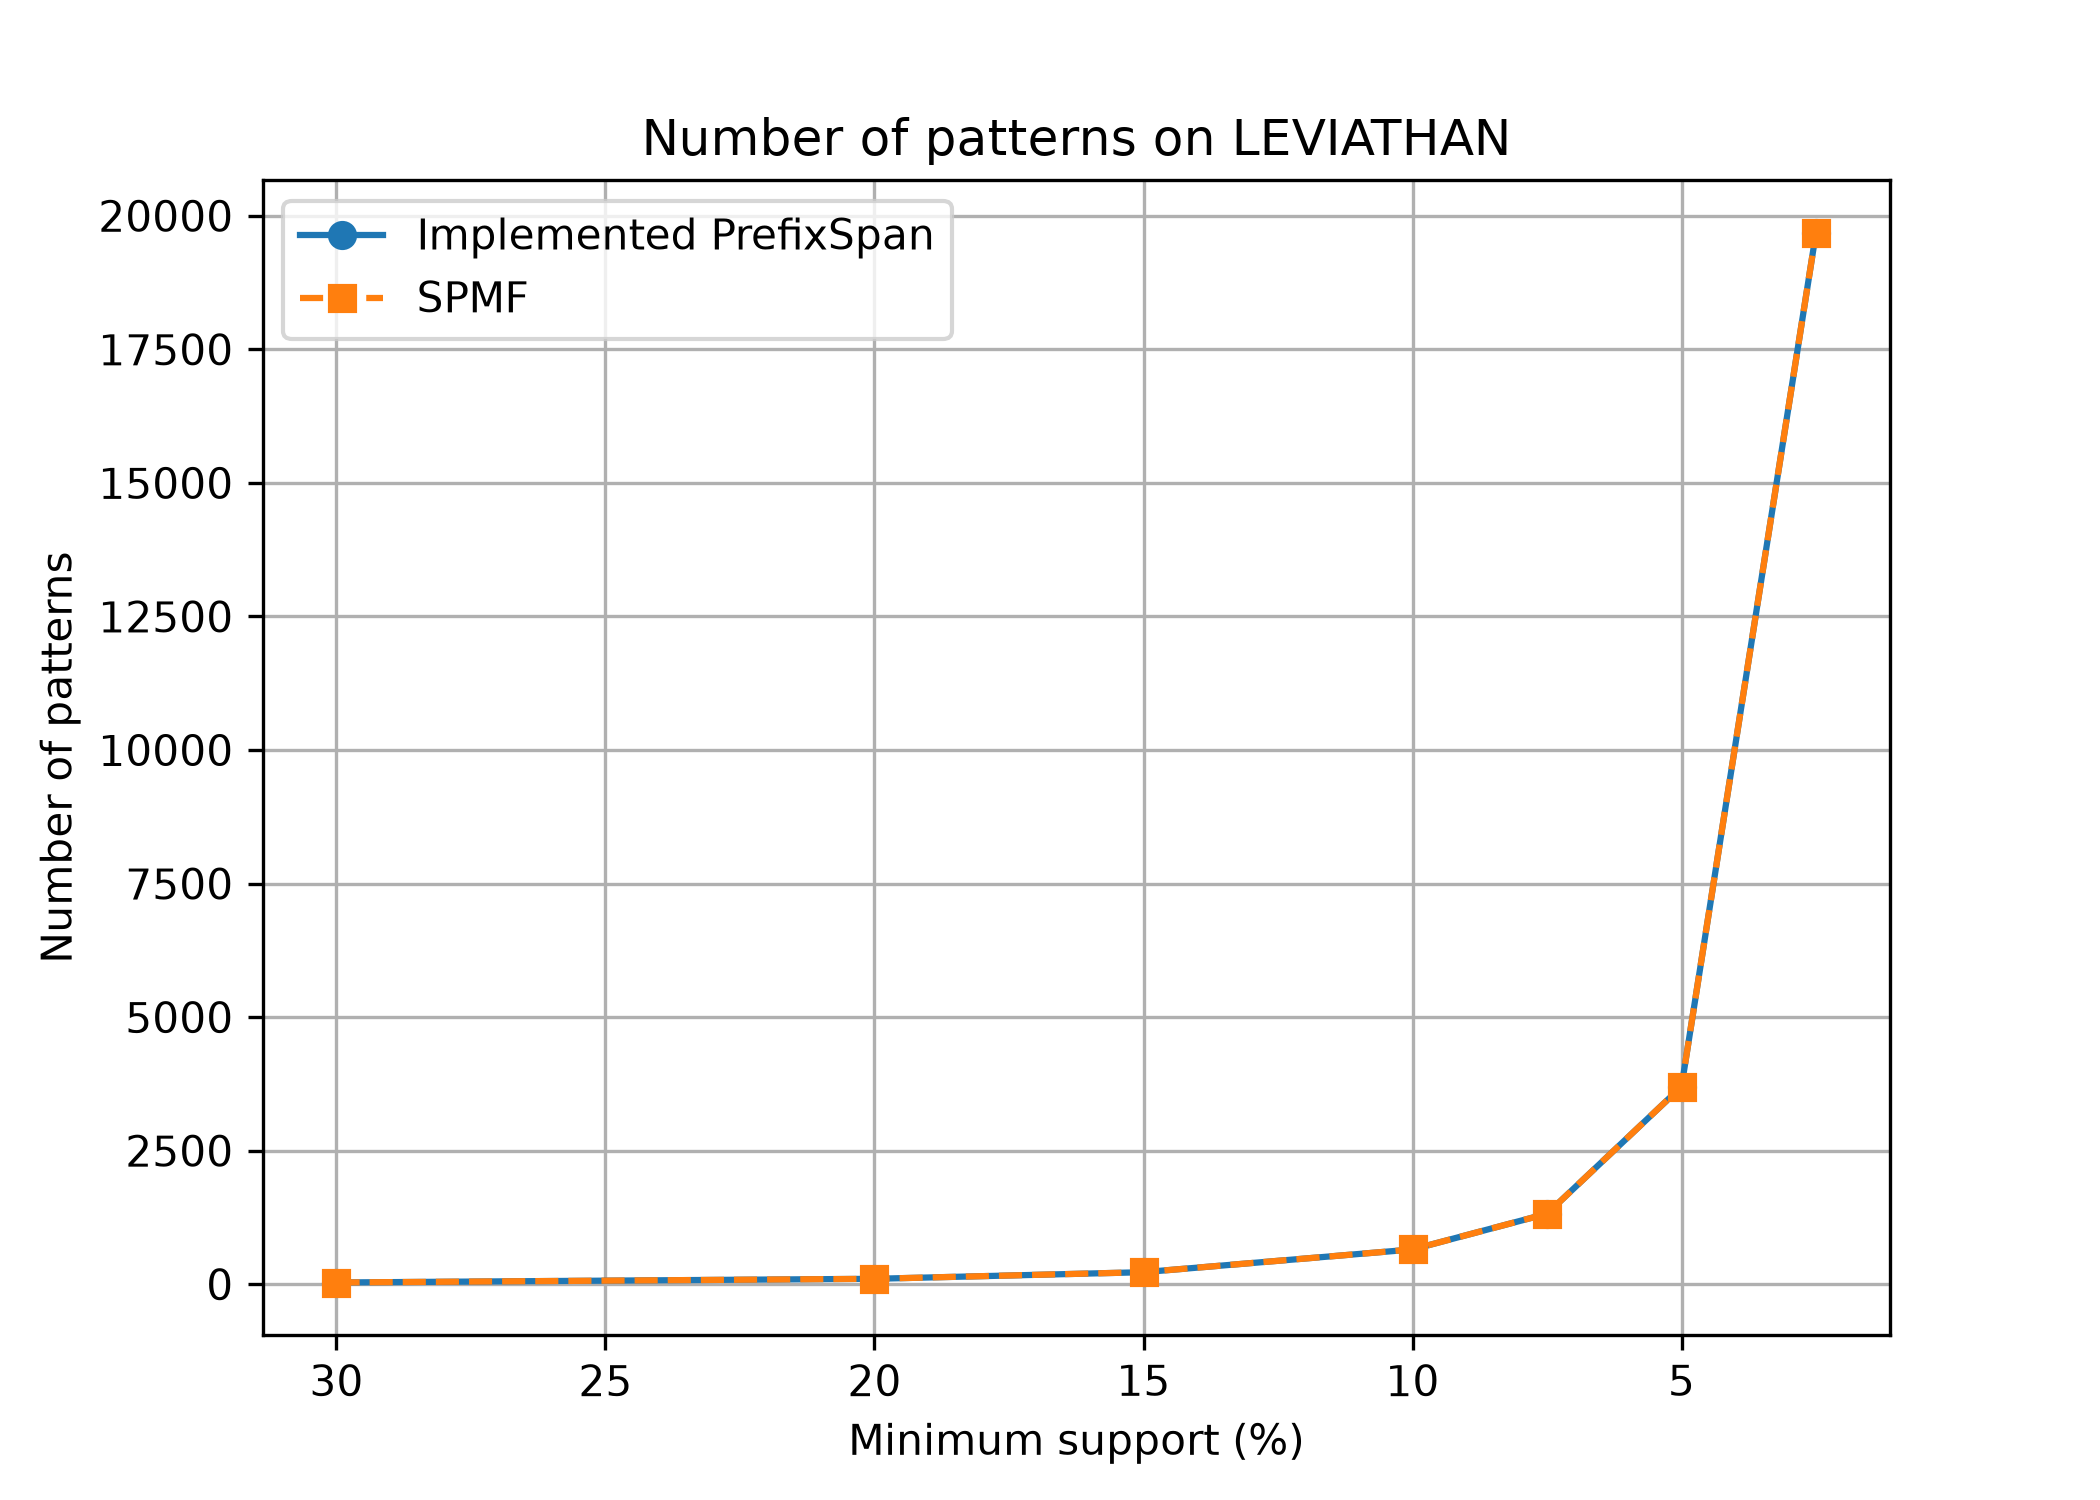 Number of patterns on LEVIATHAN
Implemented PrefixSpan
SPMF
20000
17500
15000
12500
10000
7500
5000
2500
0
Number of patterns
30 25 20 15 10 5
Minimum support (%)